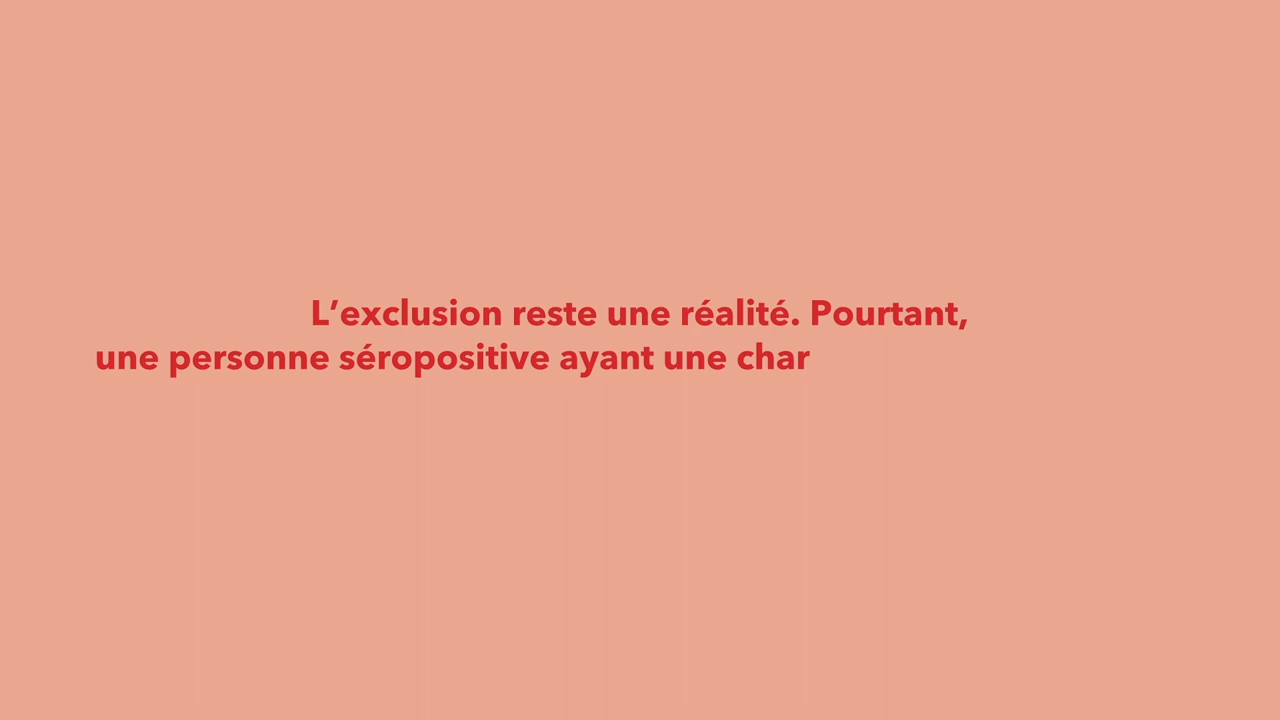 L’exclusion reste une réalité. Pourtant,
une personne séropositive ayant une char